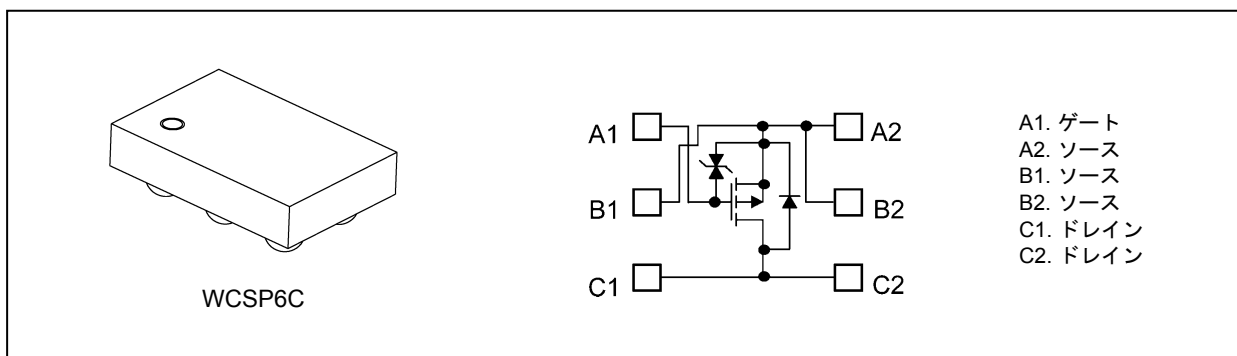 WCSP6C
A1
A2
B1
B2
C1
C2
A1. ゲート
A2. ソース
B1. ソース
B2. ソース
C1. ドレイン
C2. ドレイン